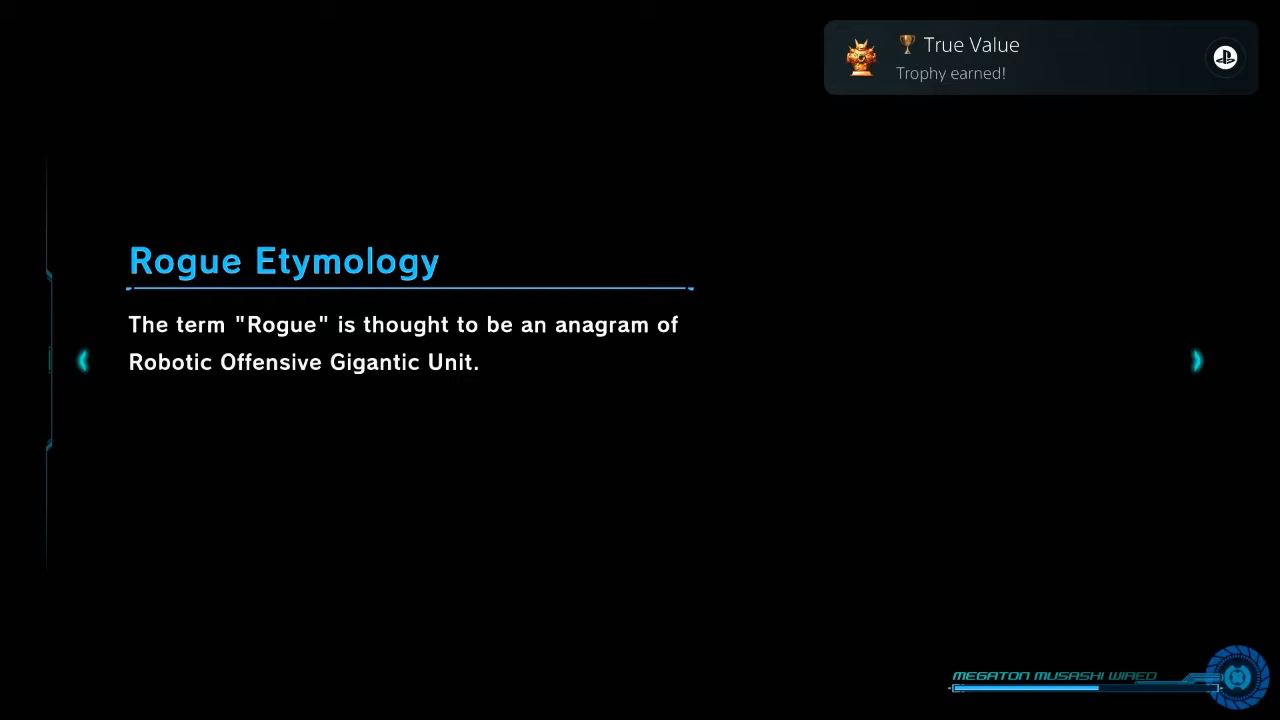 True Value
Trophy earned!
Rogue Etymology
The term "Rogue" is thought to be an anagram of
Robotic Offensive Gigantic Unit.
MEGATON MUSASHI WIRED